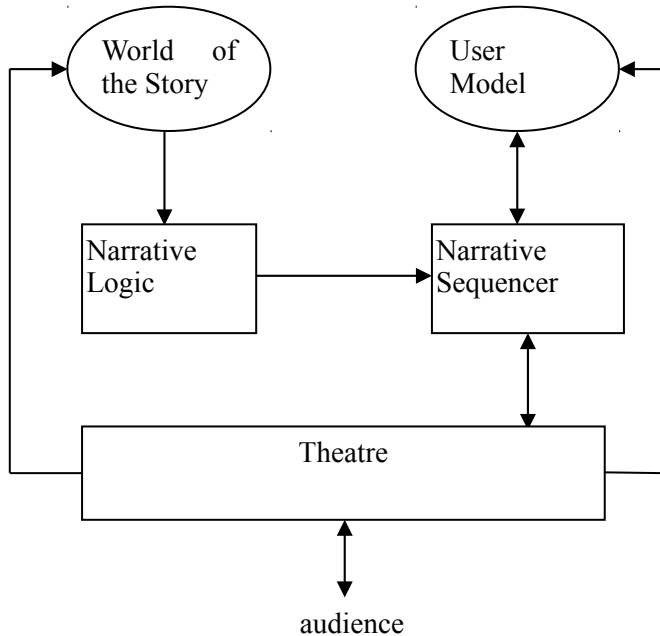 World of
the Story
User
Model
Narrative
Logic
Narrative
Sequencer
Theatre
audience